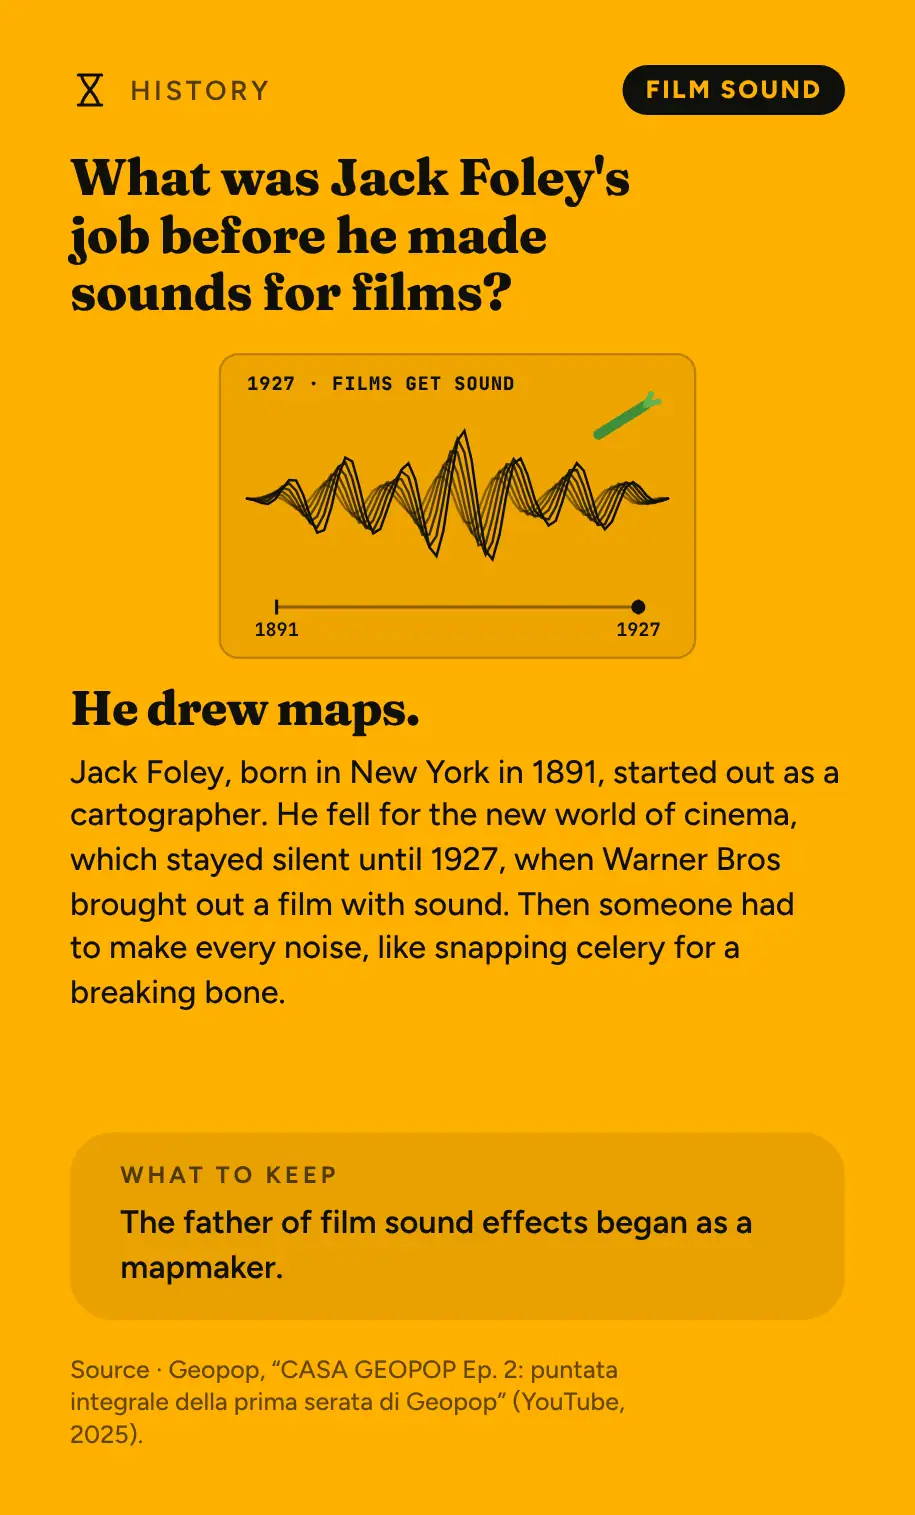 HISTORY
FILM SOUND
What was Jack Foley's
job before he made
sounds for films?
1927 · FILMS GET SOUND
1891
1927
He drew maps.
Jack Foley, born in New York in 1891, started out as a
cartographer. He fell for the new world of cinema,
which stayed silent until 1927, when Warner Bros
brought out a film with sound. Then someone had
to make every noise, like snapping celery for a
breaking bone.
WHAT TO KEEP
The father of film sound effects began as a
mapmaker.
Source · Geopop, “CASA GEOPOP Ep. 2: puntata
integrale della prima serata di Geopop” (YouTube,
2025).